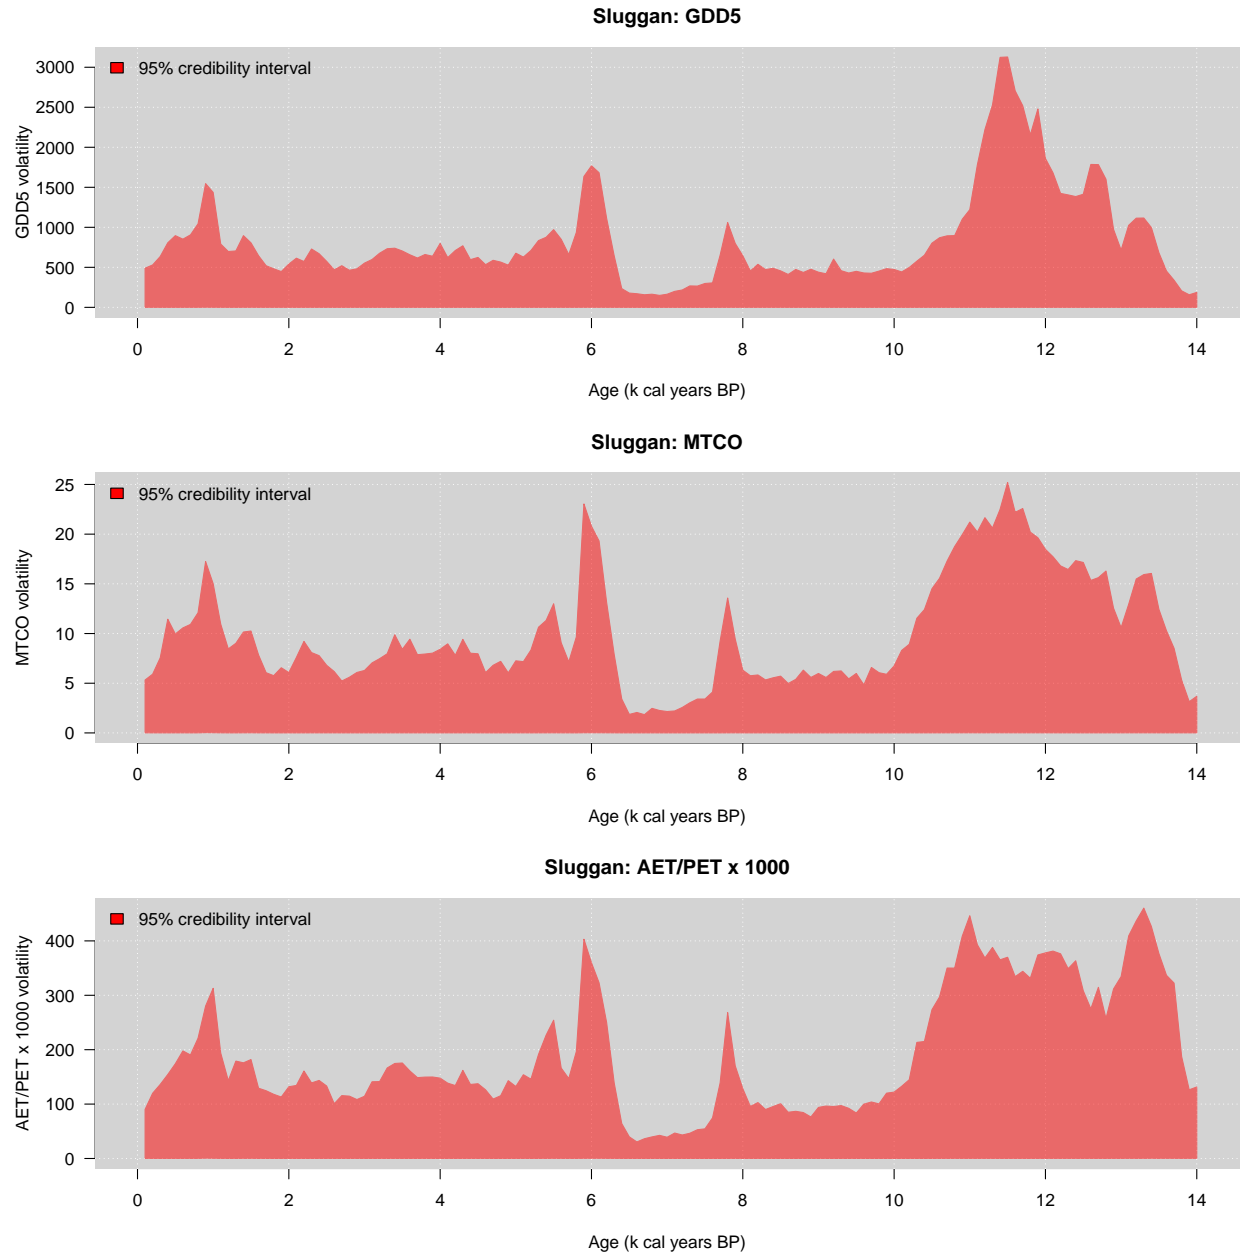 Sluggan: GDD5
95% credibility interval
GDD5 volatility
3000
2500
2000
1500
1000
500
0
0 2 4 6 8 10 12 14
Age (k cal years BP)
Sluggan: MTCO
95% credibility interval
MTCO volatility
25
20
15
10
5
0
0 2 4 6 8 10 12 14
Age (k cal years BP)
Sluggan: AET/PET x 1000
95% credibility interval
AET/PET x 1000 volatility
400
300
200
100
0
0 2 4 6 8 10 12 14
Age (k cal years BP)